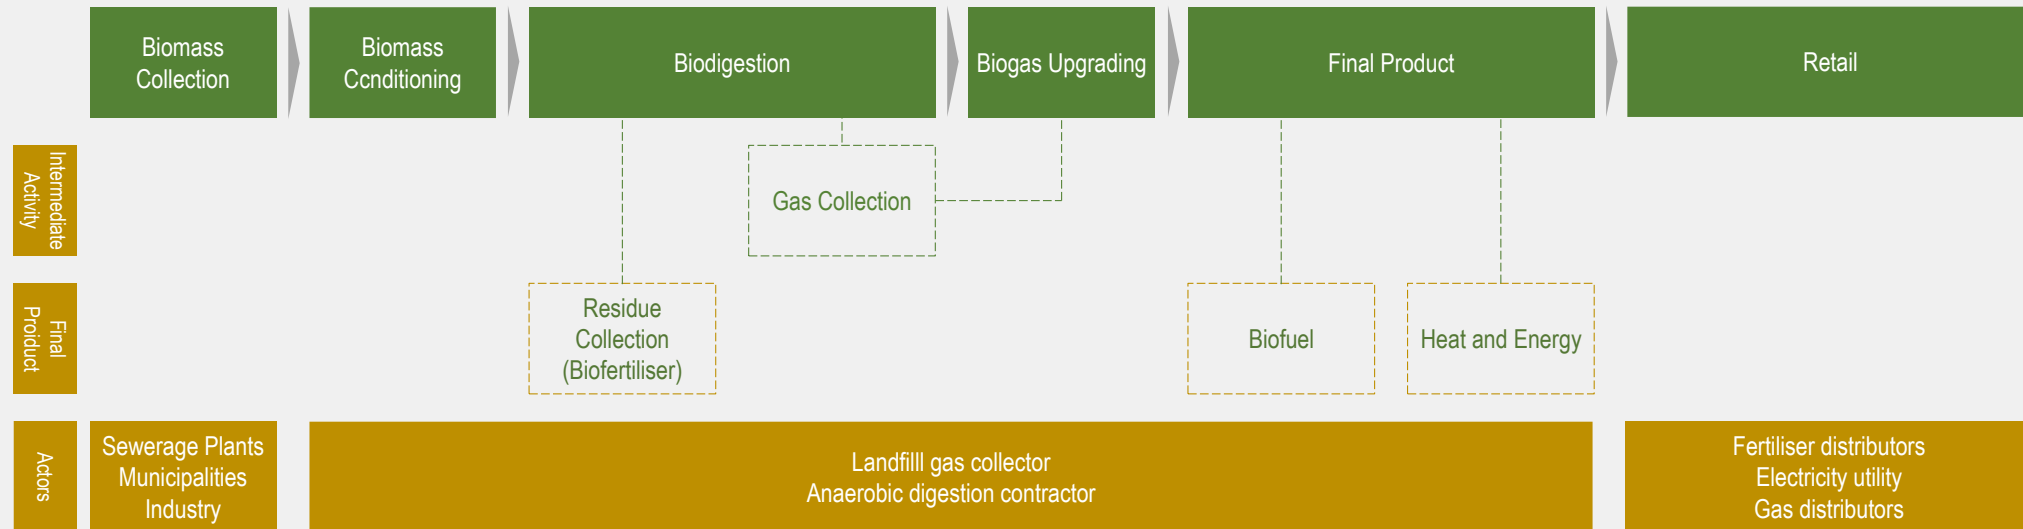 Biomass
Collection
Biomass
Ccnditioning
Biodigestion
Biogas Upgrading
Final Product
Retail
Intermediate
Activity
Gas Collection
Final
Proiduct
Residue
Collection
(Biofertiliser)
Biofuel
Heat and Energy
Actors
Sewerage Plants
Municipalities
Industry
Landfilll gas collector
Anaerobic digestion contractor
Fertiliser distributors
Electricity utility
Gas distributors